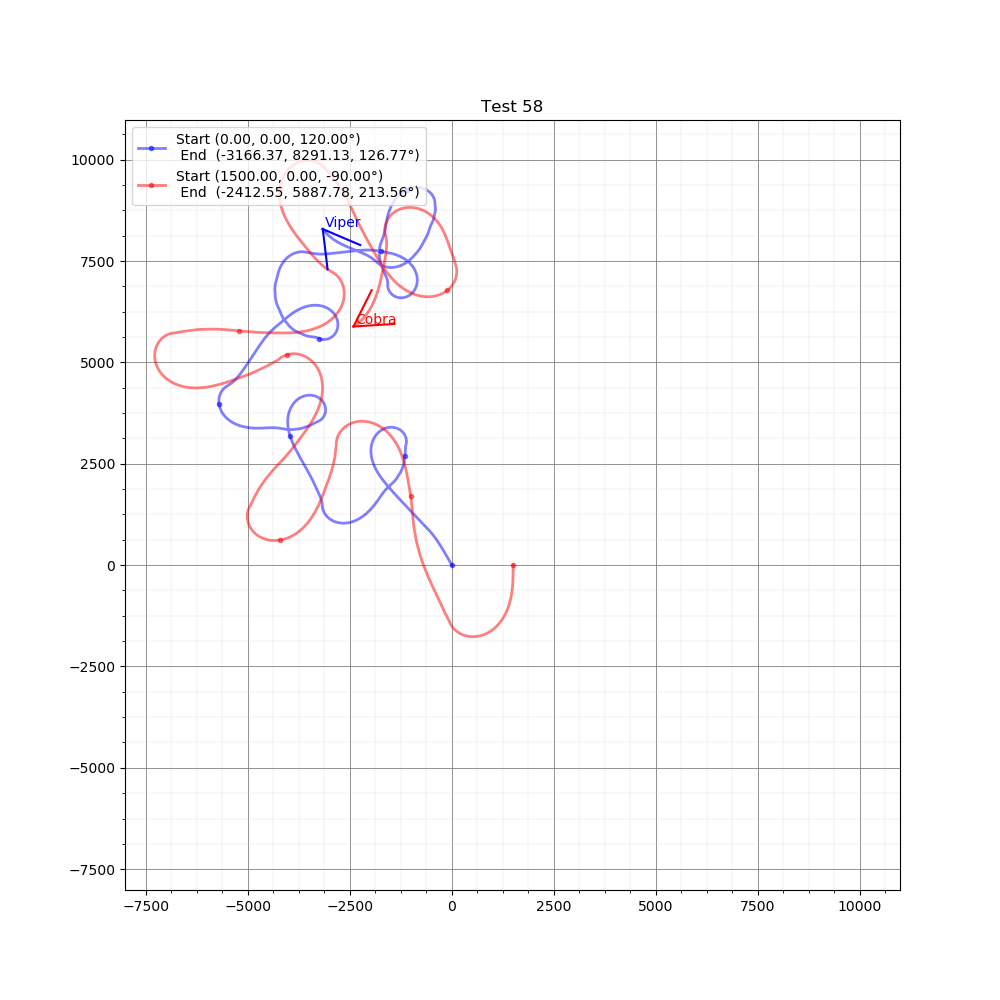 Test 58
Start (0.00, 0.00, 120.00°)
End (-3166.37, 8291.13, 126.77°)
Start (1500.00, 0.00, -90.00°)
End (-2412.55, 5887.78, 213.56°)
Viper
Cobra
10000
7500
5000
2500
0
−2500
−5000
−7500
−7500 −5000 −2500 0 2500 5000 7500 10000